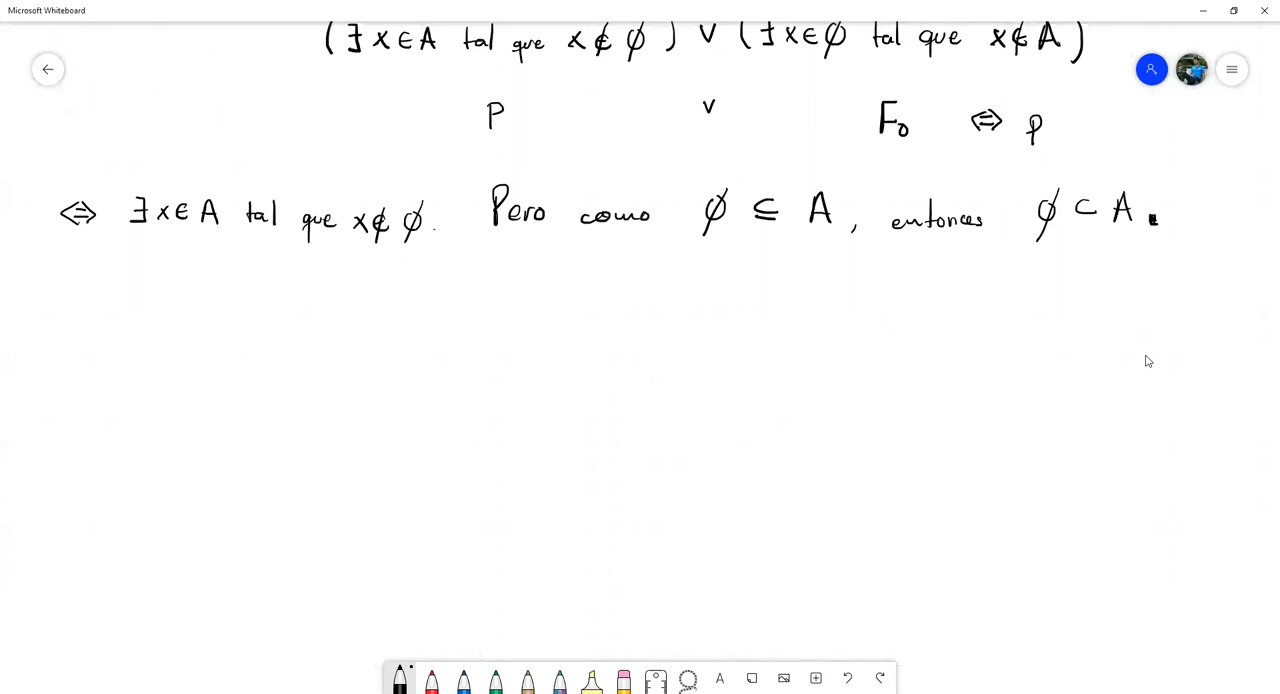 Microsoft Whiteboard
(∃ x ∈ A tal que x ∉ ∅) ∨ (∃ x ∈ ∅ tal que x ∉ A)
P ∨ F₀ ⇔ p
⇔ ∃ x ∈ A tal que x ∉ ∅. Pero como ∅ ⊆ A, entonces ∅ ⊂ A.